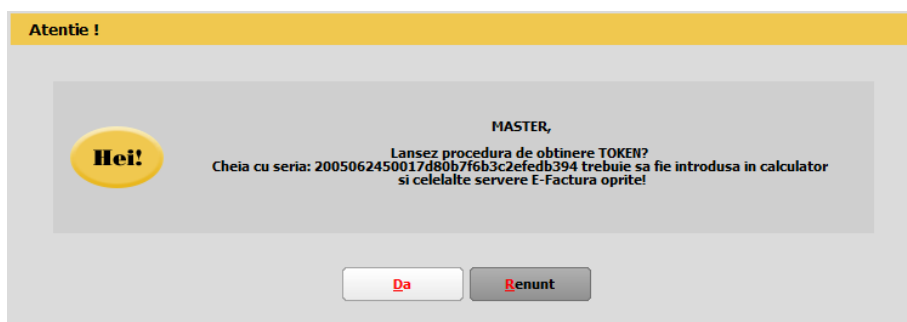 Atentie !
MASTER,
Hei!
Lansez procedura de obtinere TOKEN?
Cheia cu seria: 2005062450017d80b7f6b3c2efedb394 trebuie sa fie introdusa in calculator
si celelalte servere E-Factura oprite!
Da
Renunt